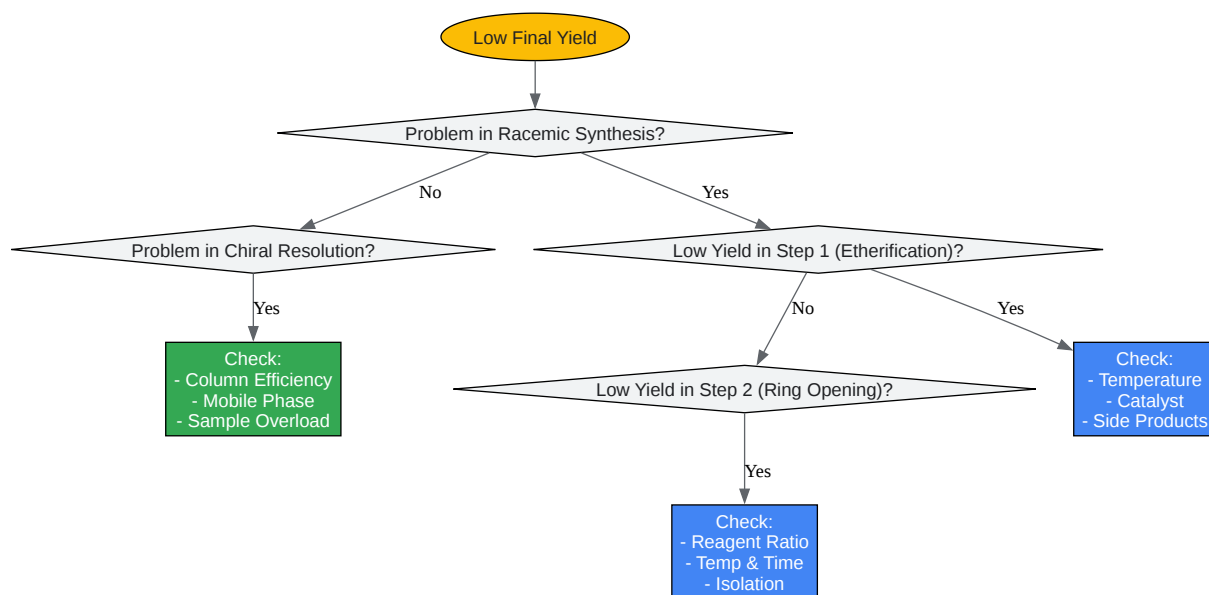 Low Final Yield
Problem in Racemic Synthesis?
No
Yes
Problem in Chiral Resolution?
Low Yield in Step 1 (Etherification)?
Yes
No
Yes
Check:
- Column Efficiency
- Mobile Phase
- Sample Overload
Low Yield in Step 2 (Ring Opening)?
Check:
- Temperature
- Catalyst
- Side Products
Yes
Check:
- Reagent Ratio
- Temp & Time
- Isolation